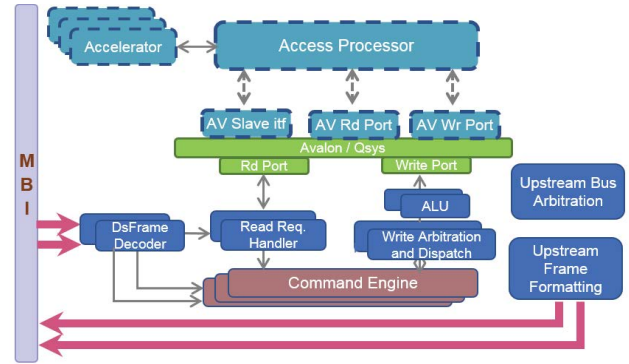 Accelerator
Access Processor
AV Slave itf
AV Rd Port
AV Wr Port
Avalon / Qsys
Rd Port
Write Port
M
B
I
ALU
Upstream Bus
Arbitration
DsFrame
Decoder
Read Req.
Handler
Write Arbitration
and Dispatch
Upstream
Frame
Formatting
Command Engine